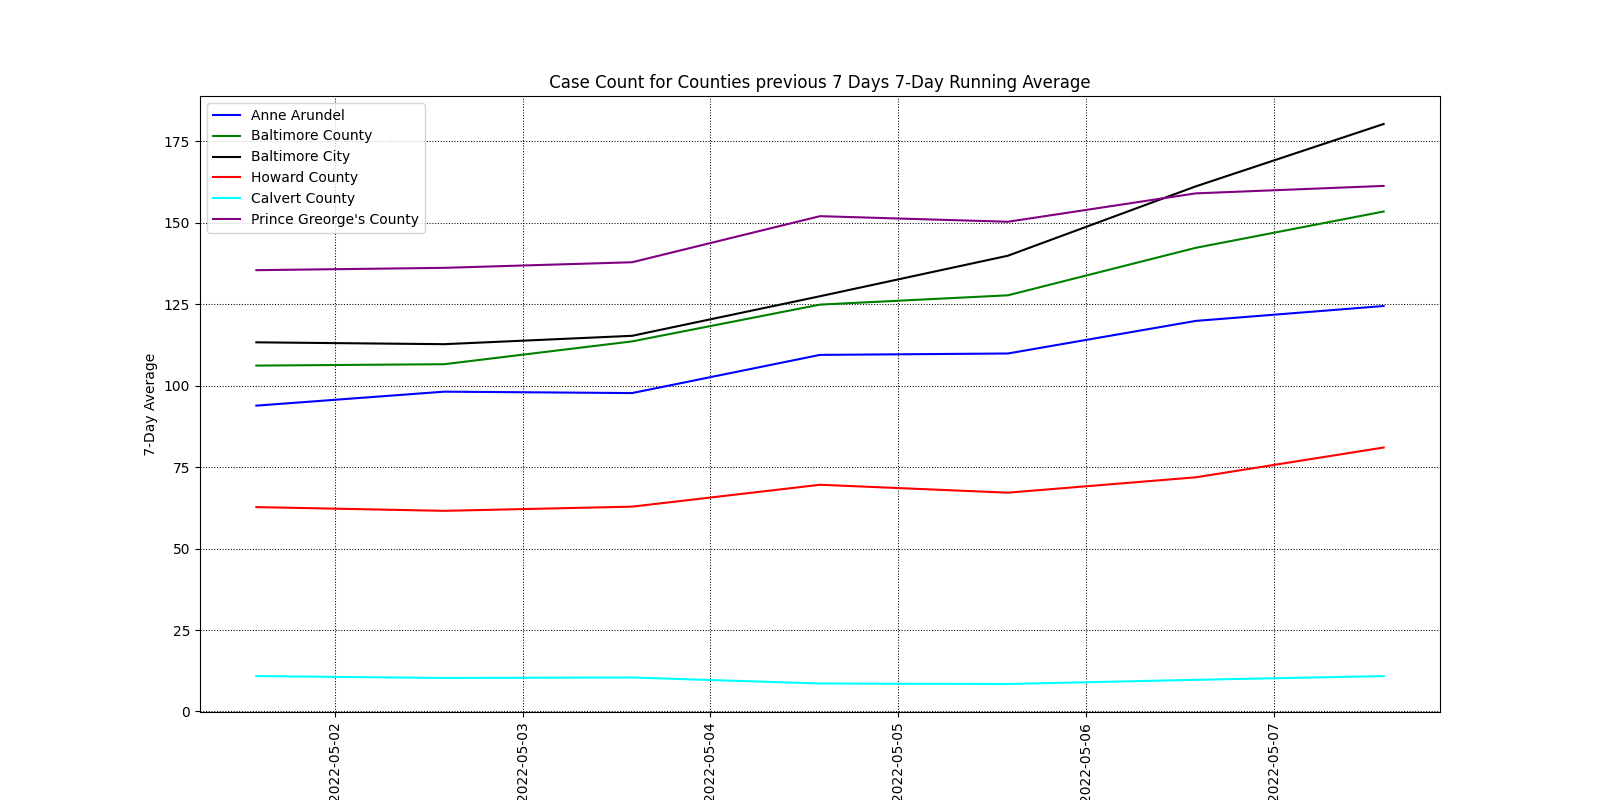 Case Count for Counties previous 7 Days 7-Day Running Average
Anne Arundel
Baltimore County
Baltimore City
Howard County
Calvert County
Prince Greorge's County
7-Day Average
175
150
125
100
75
50
25
0
2022-05-02
2022-05-03
2022-05-04
2022-05-05
2022-05-06
2022-05-07